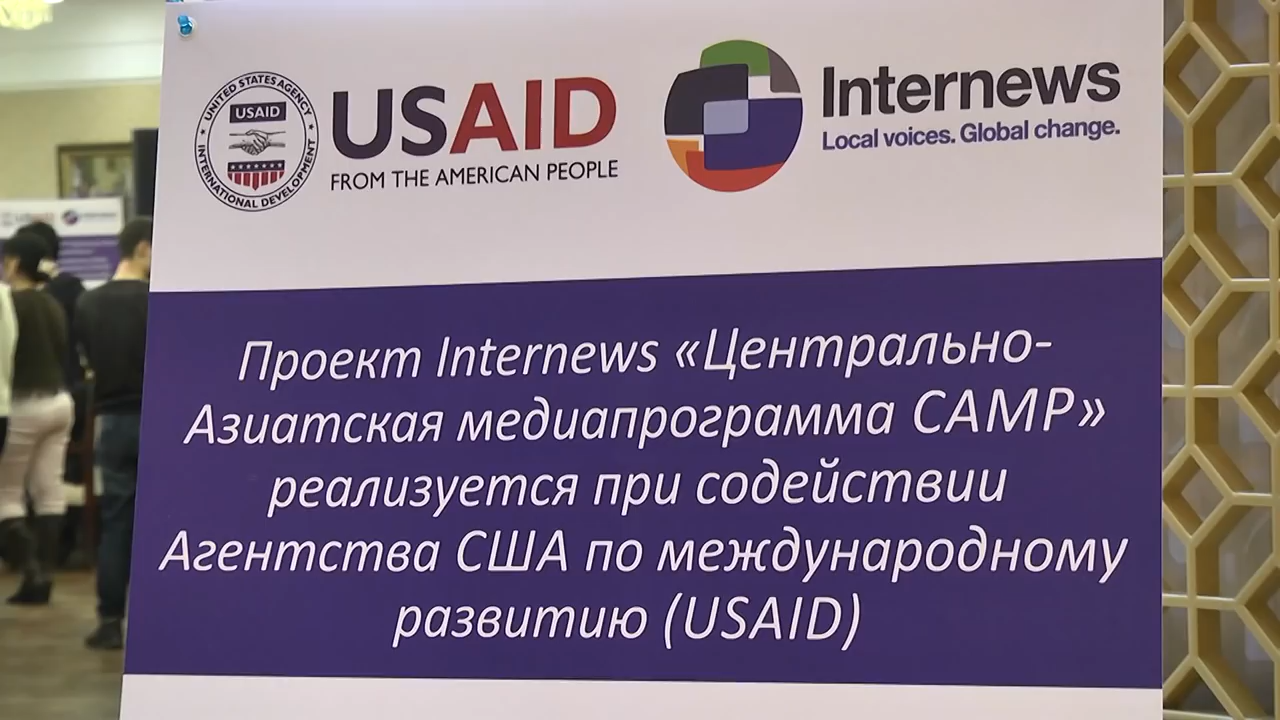 UNITED STATES AGENCY
USAID
INTERNATIONAL DEVELOPMENT
USAID
FROM THE AMERICAN PEOPLE
Internews
Local voices. Global change.
Проект Internews «Центрально-
Азиатская медиапрограмма CAMP»
реализуется при содействии
Агентства США по международному
развитию (USAID)